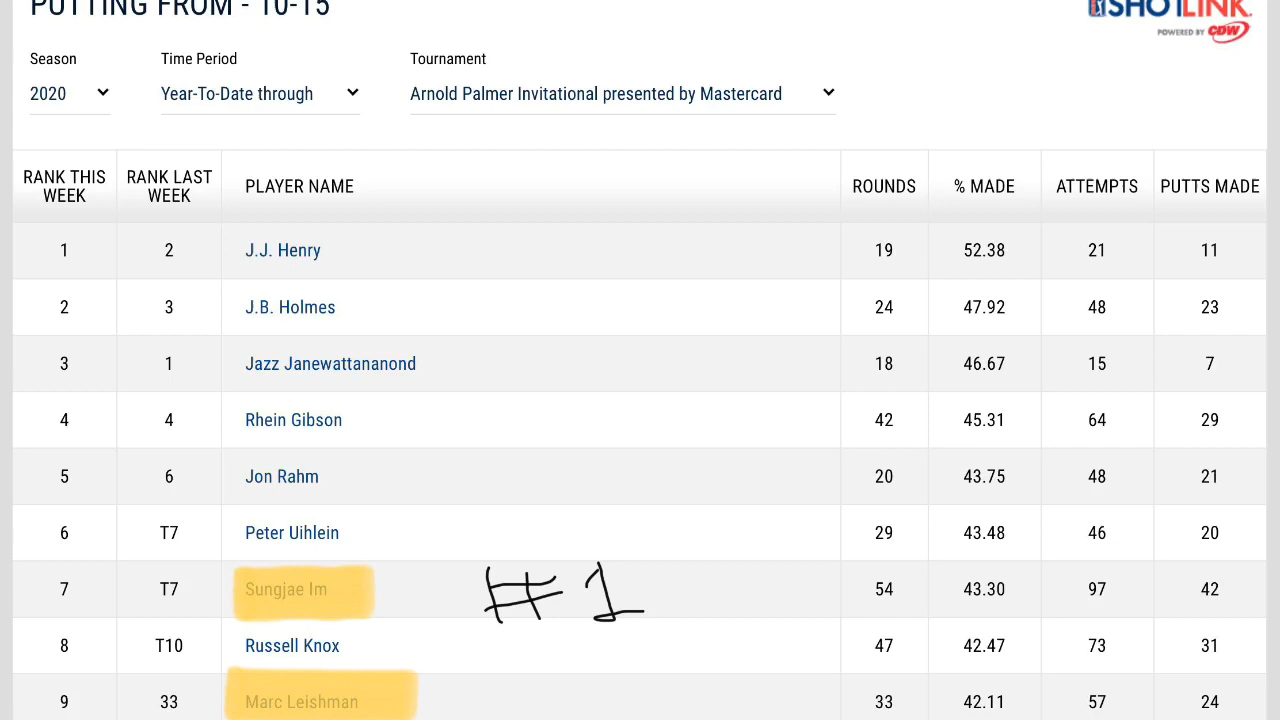 PUTTING FROM - 10-15
SHOTLINK
POWERED BY CDW
Season Time Period Tournament
2020 Year-To-Date through Arnold Palmer Invitational presented by Mastercard
RANK THIS WEEK RANK LAST WEEK PLAYER NAME ROUNDS % MADE ATTEMPTS PUTTS MADE
1 2 J.J. Henry 19 52.38 21 11
2 3 J.B. Holmes 24 47.92 48 23
3 1 Jazz Janewattananond 18 46.67 15 7
4 4 Rhein Gibson 42 45.31 64 29
5 6 Jon Rahm 20 43.75 48 21
6 T7 Peter Uihlein 29 43.48 46 20
7 T7 Sungjae Im #1 54 43.30 97 42
8 T10 Russell Knox 47 42.47 73 31
9 33 Marc Leishman 33 42.11 57 24